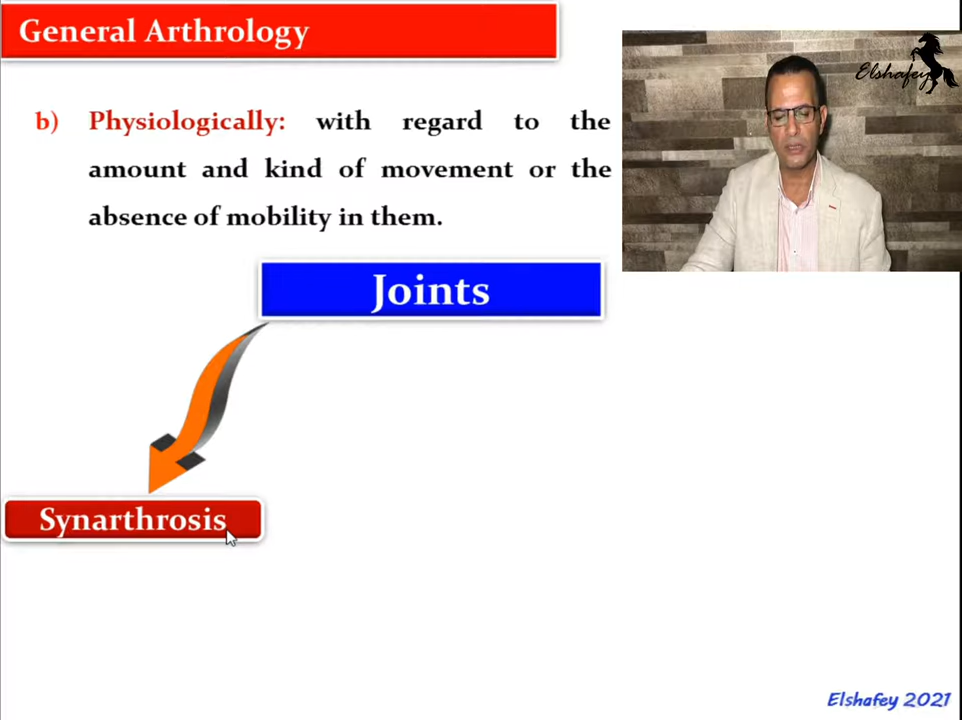 General Arthrology
Elshafey
b) Physiologically: with regard to the
amount and kind of movement or the
absence of mobility in them.
Joints
Synarthrosis
Elshafey 2021